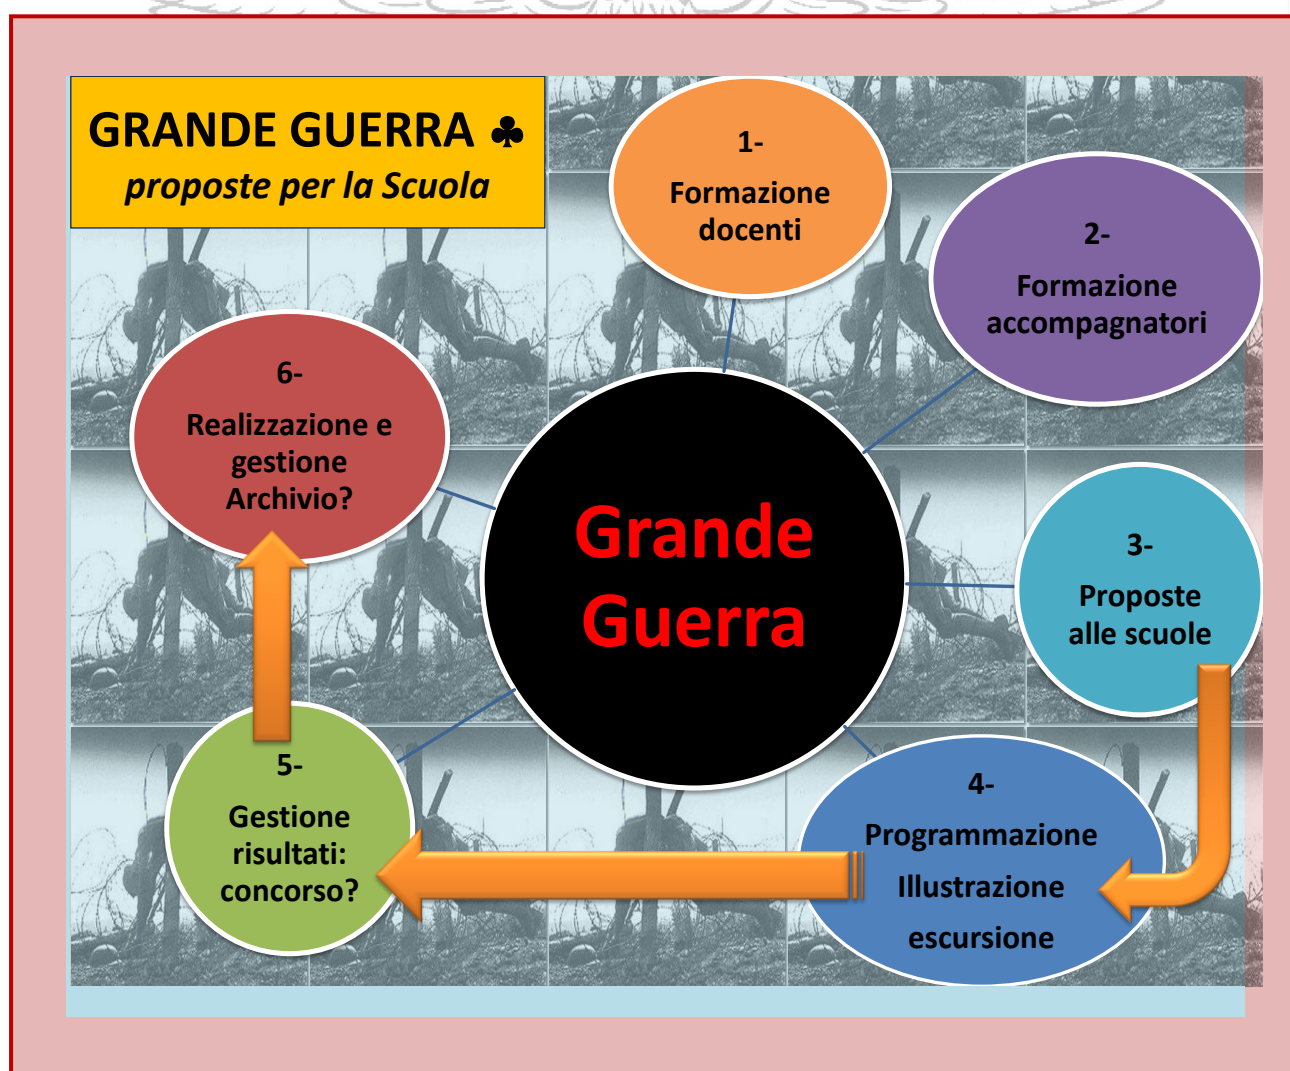 GRANDE GUERRA ♣
proposte per la Scuola
1-
Formazione
docenti
2-
Formazione
accompagnatori
3-
Proposte
alle scuole
4-
Programmazione
Illustrazione
escursione
5-
Gestione
risultati:
concorso?
6-
Realizzazione e
gestione
Archivio?
Grande
Guerra